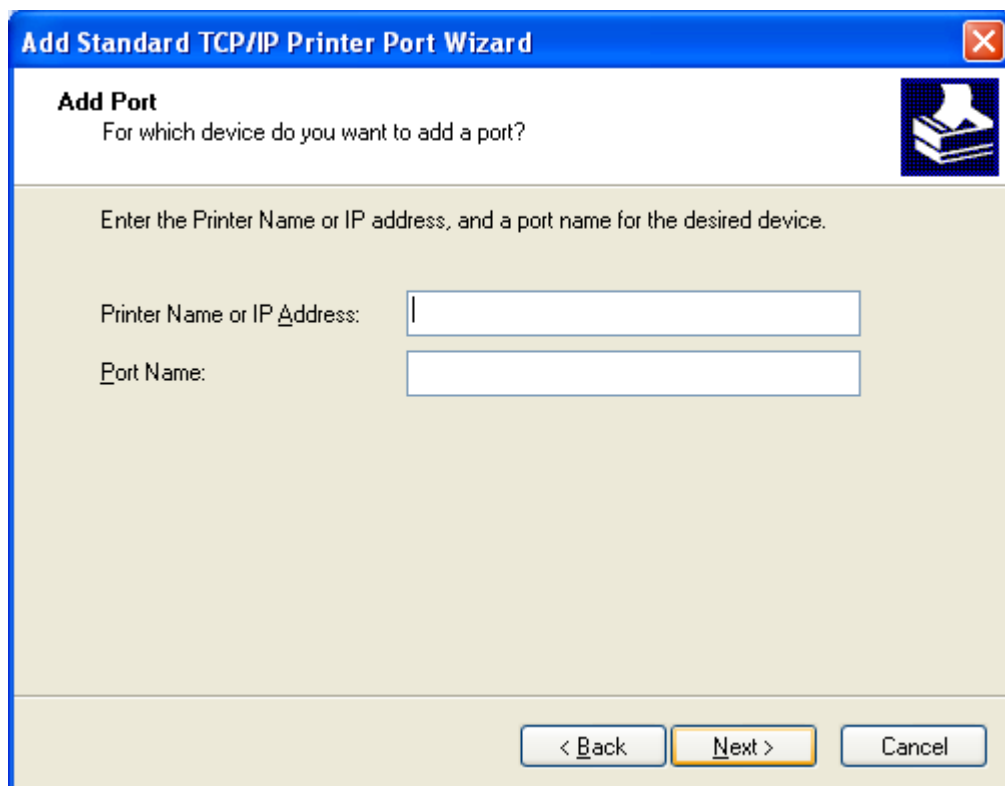 Add Standard TCP/IP Printer Port Wizard
Add Port
For which device do you want to add a port?
Enter the Printer Name or IP address, and a port name for the desired device.
Printer Name or IP Address:
Port Name:
< Back
Next >
Cancel